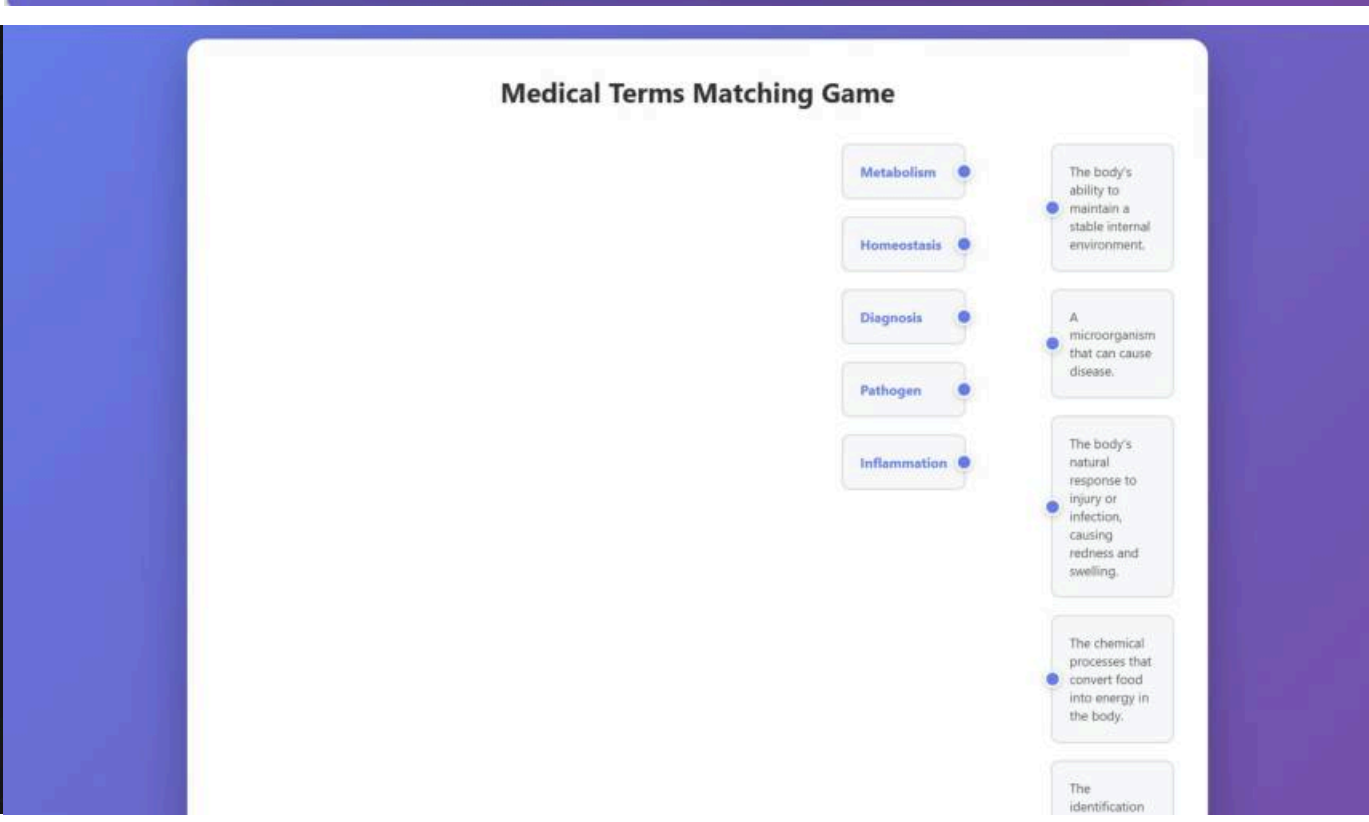 Medical Terms Matching Game
Metabolism
Homeostasis
Diagnosis
Pathogen
Inflammation
The body's
ability to
maintain a
stable internal
environment.
A
microorganism
that can cause
disease.
The body's
natural
response to
injury or
infection,
causing
redness and
swelling.
The chemical
processes that
convert food
into energy in
the body.
The
identification